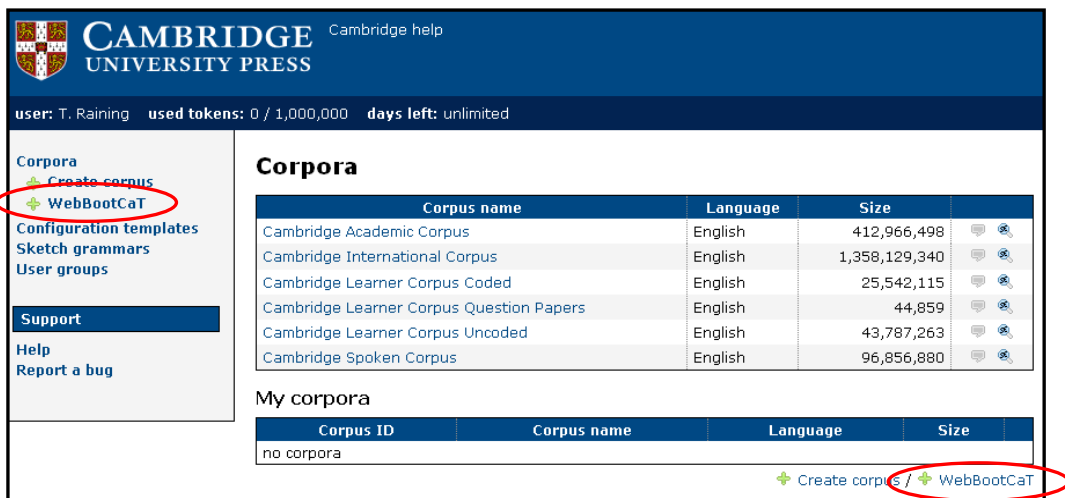 CAMBRIDGE
UNIVERSITY PRESS
Cambridge help
user: T. Raining used tokens: 0 / 1,000,000 days left: unlimited
Corpora
Create corpus
WebBootCaT
Configuration templates
Sketch grammars
User groups
Support
Help
Report a bug
Corpora
Corpus name Language Size
Cambridge Academic Corpus English 412,966,498
Cambridge International Corpus English 1,358,129,340
Cambridge Learner Corpus Coded English 25,542,115
Cambridge Learner Corpus Question Papers English 44,859
Cambridge Learner Corpus Uncoded English 43,787,263
Cambridge Spoken Corpus English 96,856,880
My corpora
Corpus ID Corpus name Language Size
no corpora
Create corpus / WebBootCaT